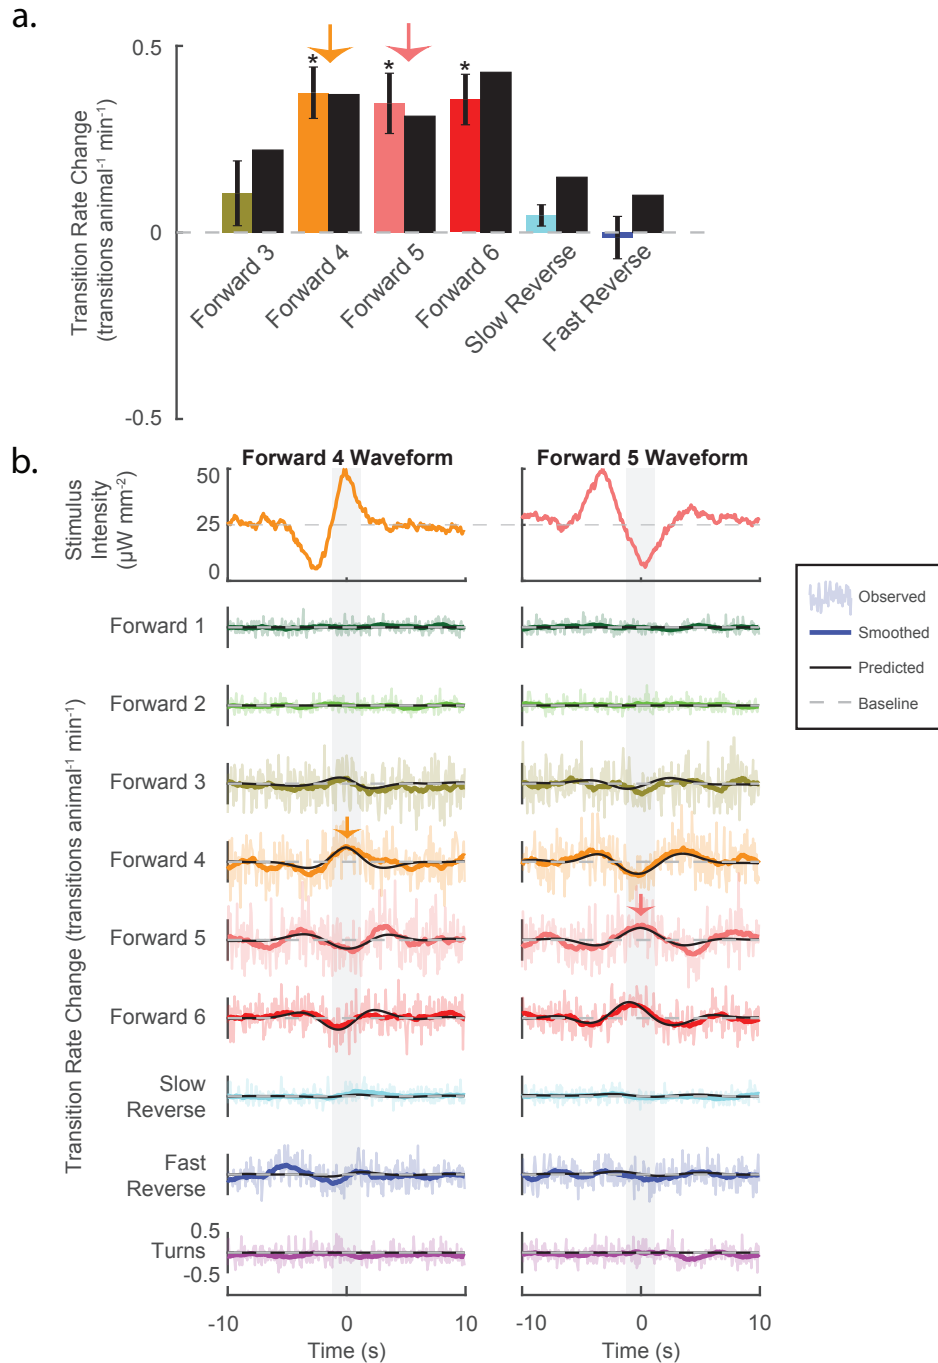 a.
0.5
0
-0.5
Transition Rate Change
(transitions animal⁻¹ min⁻¹)
* * *
Forward 3
Forward 4
Forward 5
Forward 6
Slow Reverse
Fast Reverse
b.
Forward 4 Waveform
Forward 5 Waveform
Stimulus
Intensity
(µW mm⁻²)
50
25
0
Observed
Smoothed
Predicted
Baseline
Transition Rate Change (transitions animal⁻¹ min⁻¹)
Forward 1
Forward 2
Forward 3
Forward 4
Forward 5
Forward 6
Slow
Reverse
Fast
Reverse
0.5
Turns
-0.5
-10 0 10 -10 0 10
Time (s) Time (s)